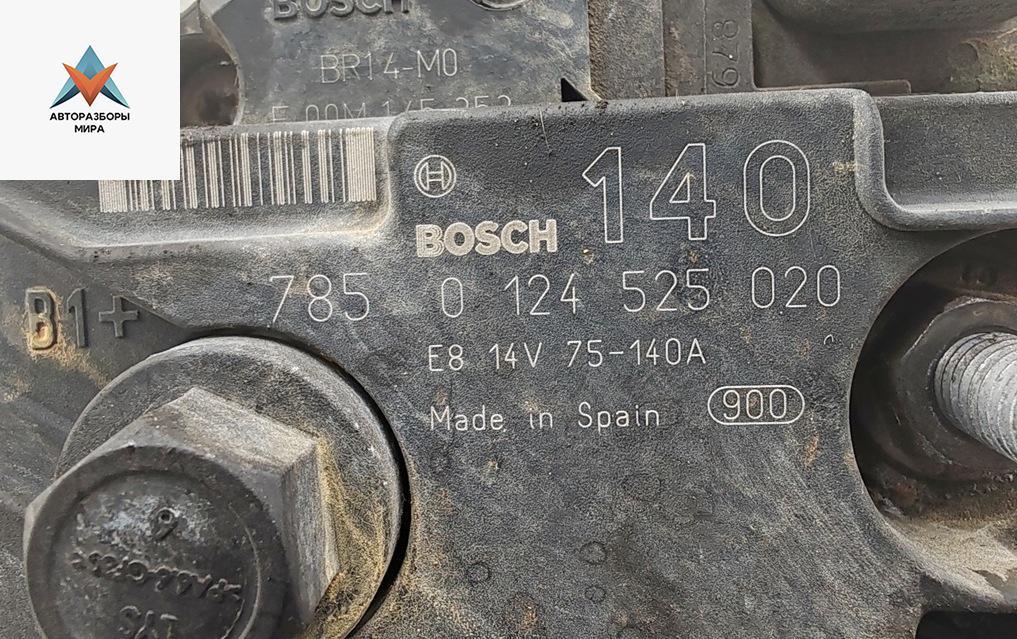 АВТОРАЗБОРЫ
МИРА
BOSCH
BR14-M0
879
140
BOSCH
785 0 124 525 020
B1+
E8 14V 75-140A
Made in Spain 900